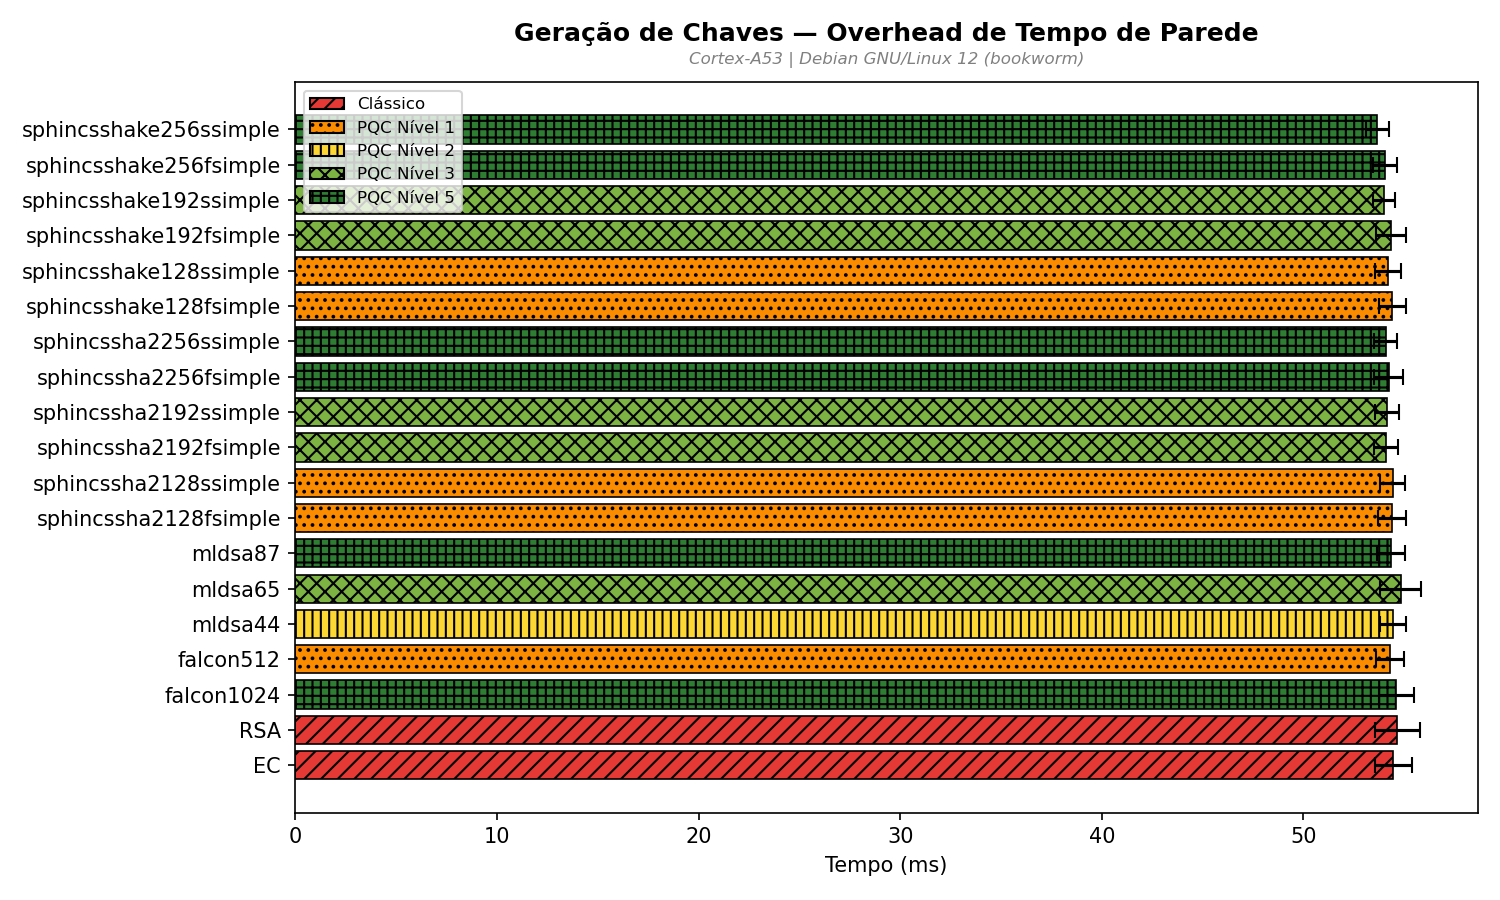 Geração de Chaves — Overhead de Tempo de Parede
Cortex-A53 | Debian GNU/Linux 12 (bookworm)
Clássico
PQC Nível 1
PQC Nível 2
PQC Nível 3
PQC Nível 5
sphincsshake256ssimple
sphincsshake256fsimple
sphincsshake192ssimple
sphincsshake192fsimple
sphincsshake128ssimple
sphincsshake128fsimple
sphincssha2256ssimple
sphincssha2256fsimple
sphincssha2192ssimple
sphincssha2192fsimple
sphincssha2128ssimple
sphincssha2128fsimple
mldsa87
mldsa65
mldsa44
falcon512
falcon1024
RSA
EC
0 10 20 30 40 50
Tempo (ms)